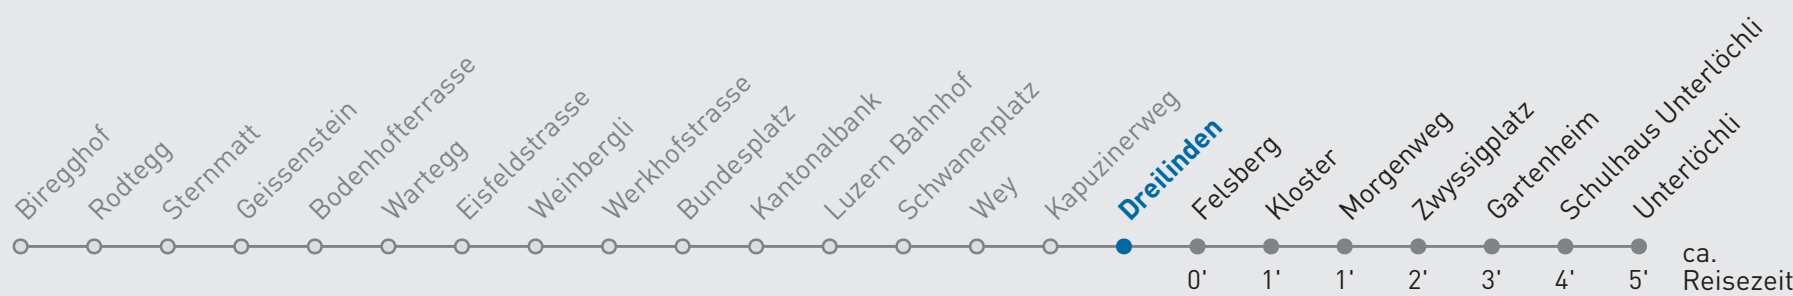 Biregghof
Rodtegg
Sternmatt
Geissenstein
Bodenhofterrasse
Wartegg
Eisfeldstrasse
Weinbergli
Werkhofstrasse
Bundesplatz
Kantonalbank
Luzern Bahnhof
Schwanenplatz
Wey
Kapuzinerweg
Dreilinden
Felsberg
Kloster
Morgenweg
Zwyssigplatz
Gartenheim
Schulhaus Unterlöchli
Unterlöchli
0' 1' 1' 2' 3' 4' 5'
ca.
Reisezeit